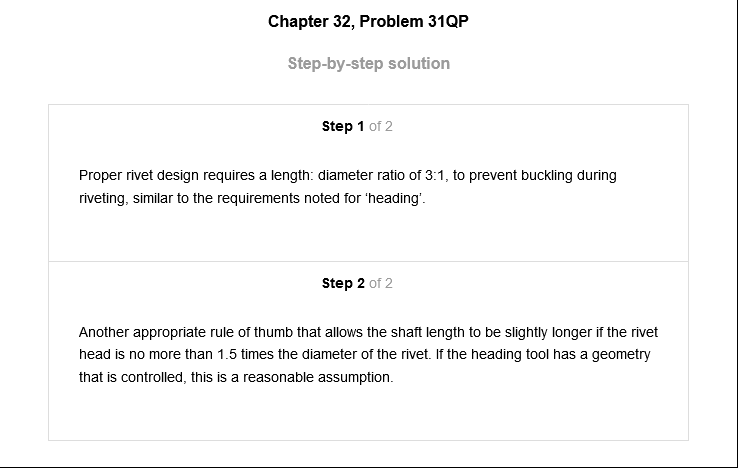 Chapter 32, Problem 31QP
Step-by-step solution
Step 1 of 2
Proper rivet design requires a length: diameter ratio of 3:1, to prevent buckling during
riveting, similar to the requirements noted for ‘heading’.
Step 2 of 2
Another appropriate rule of thumb that allows the shaft length to be slightly longer if the rivet
head is no more than 1.5 times the diameter of the rivet. If the heading tool has a geometry
that is controlled, this is a reasonable assumption.